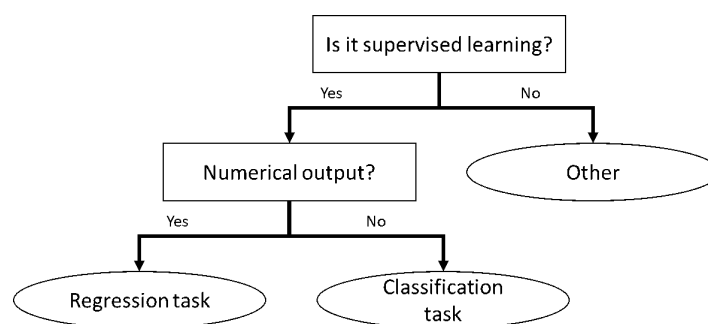 Is it supervised learning?
Yes
No
Numerical output?
Other
Yes
No
Regression task
Classification
task